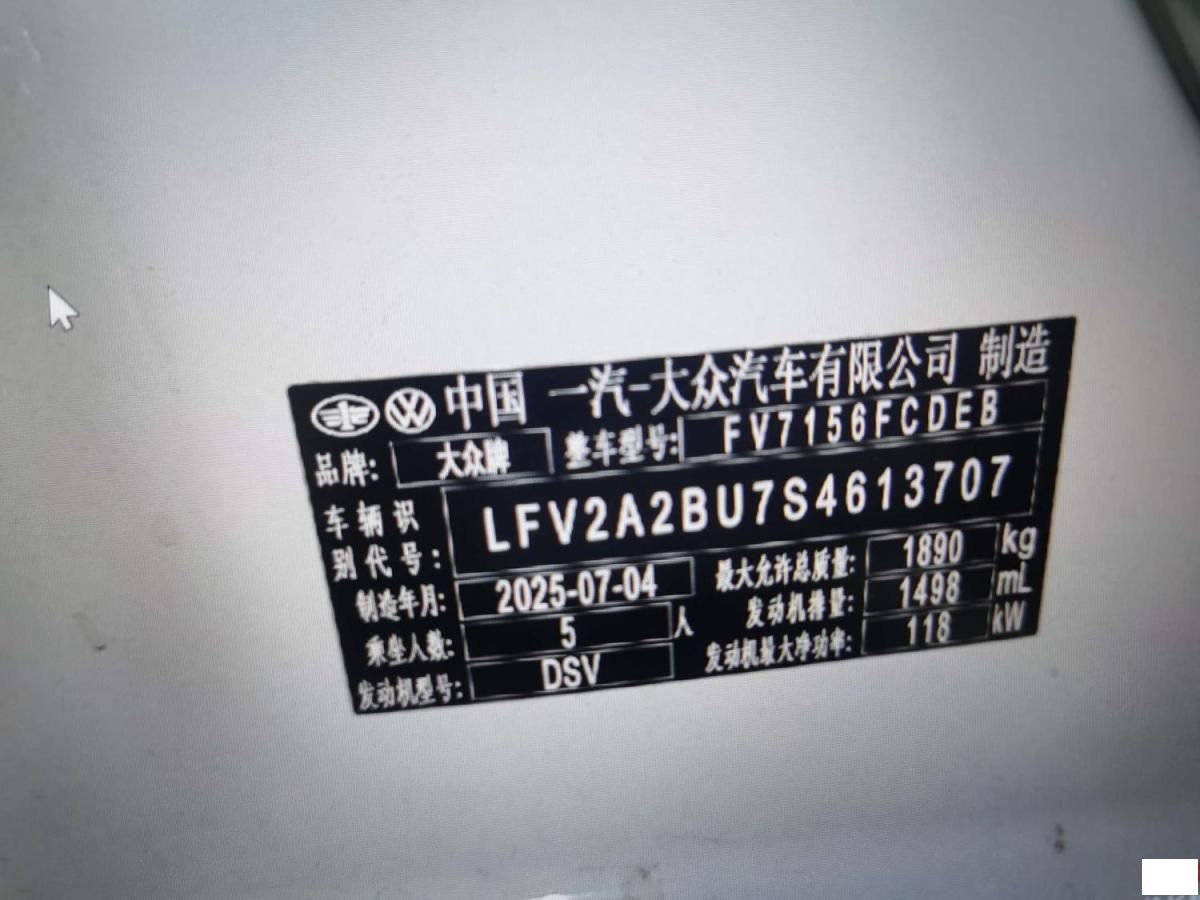 中国 一汽-大众汽车有限公司 制造
品牌: 大众牌 整车型号: FV7156FCDEB
车辆识别代号: LFV2A2BU7S4613707
制造年月: 2025-07-04 最大允许总质量: 1890 kg
乘坐人数: 5 人 发动机排量: 1498 mL
发动机型号: DSV 发动机最大净功率: 118 kW